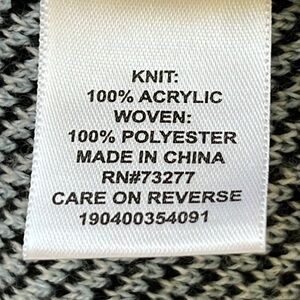 KNIT:
100% ACRYLIC
WOVEN:
100% POLYESTER
MADE IN CHINA
RN#73277
CARE ON REVERSE
190400354091